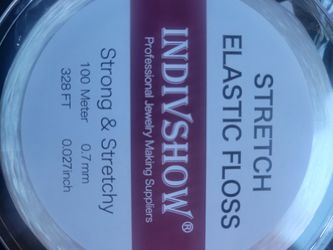 STRETCH
ELASTIC FLOSS
INDIVSHOW®
Professional Jewelry Making Suppliers
Strong & Stretchy
100 Meter 0.7mm
328 FT 0.027inch